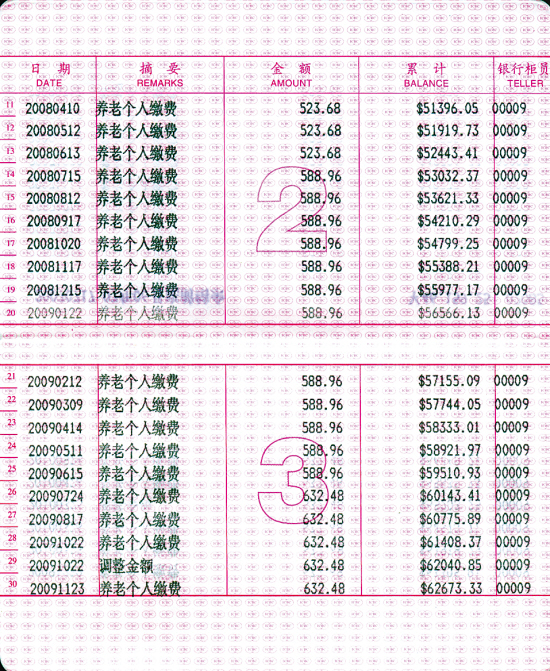 日 期 摘 要 金 额 累 计 银行柜员
DATE REMARKS AMOUNT BALANCE TELLER
11 20080410 养老个人缴费 523.68 $51396.05 00009
12 20080512 养老个人缴费 523.68 $51919.73 00009
13 20080613 养老个人缴费 523.68 $52443.41 00009
14 20080715 养老个人缴费 588.96 $53032.37 00009
15 20080812 养老个人缴费 588.96 $53621.33 00009
16 20080917 养老个人缴费 588.96 $54210.29 00009
17 20081020 养老个人缴费 588.96 $54799.25 00009
18 20081117 养老个人缴费 588.96 $55388.21 00009
19 20081215 养老个人缴费 588.96 $55977.17 00009
20 20090122 养老个人缴费 588.96 $56566.13 00009
2
21 20090212 养老个人缴费 588.96 $57155.09 00009
22 20090309 养老个人缴费 588.96 $57744.05 00009
23 20090414 养老个人缴费 588.96 $58333.01 00009
24 20090511 养老个人缴费 588.96 $58921.97 00009
25 20090615 养老个人缴费 588.96 $59510.93 00009
26 20090724 养老个人缴费 632.48 $60143.41 00009
27 20090817 养老个人缴费 632.48 $60775.89 00009
28 20091022 养老个人缴费 632.48 $61408.37 00009
29 20091022 调整金额 632.48 $62040.85 00009
30 20091123 养老个人缴费 632.48 $62673.33 00009
3